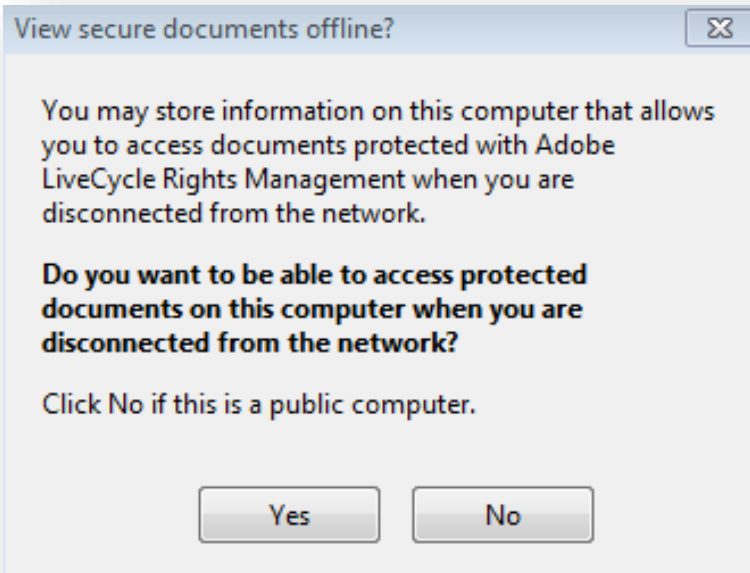 View secure documents offline?
You may store information on this computer that allows
you to access documents protected with Adobe
LiveCycle Rights Management when you are
disconnected from the network.
Do you want to be able to access protected
documents on this computer when you are
disconnected from the network?
Click No if this is a public computer.
Yes No